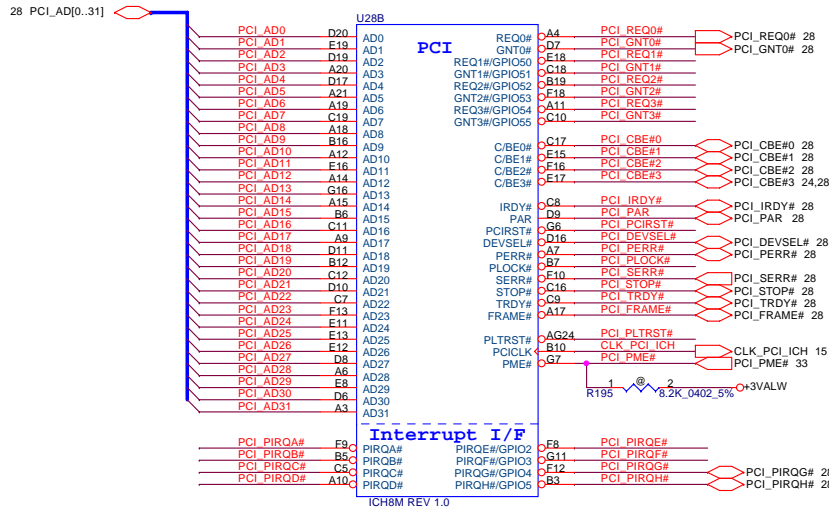 28 PCI_AD[0..31]
U28B
PCI
PCI_AD0 D20 AD0
PCI_AD1 E19 AD1
PCI_AD2 D19 AD2
PCI_AD3 A20 AD3
PCI_AD4 D17 AD4
PCI_AD5 A21 AD5
PCI_AD6 A19 AD6
PCI_AD7 C19 AD7
PCI_AD8 A18 AD8
PCI_AD9 B16 AD9
PCI_AD10 A12 AD10
PCI_AD11 E16 AD11
PCI_AD12 A14 AD12
PCI_AD13 G16 AD13
PCI_AD14 A15 AD14
PCI_AD15 B6 AD15
PCI_AD16 C11 AD16
PCI_AD17 A9 AD17
PCI_AD18 D11 AD18
PCI_AD19 B12 AD19
PCI_AD20 C12 AD20
PCI_AD21 D10 AD21
PCI_AD22 C7 AD22
PCI_AD23 F13 AD23
PCI_AD24 E11 AD24
PCI_AD25 E13 AD25
PCI_AD26 E12 AD26
PCI_AD27 D8 AD27
PCI_AD28 A6 AD28
PCI_AD29 E8 AD29
PCI_AD30 D6 AD30
PCI_AD31 A3 AD31
REQ0# A4 PCI_REQ0# PCI_REQ0# 28
GNT0# D7 PCI_GNT0# PCI_GNT0# 28
REQ1#/GPIO50 E18 PCI_REQ1#
GNT1#/GPIO51 C18 PCI_GNT1#
REQ2#/GPIO52 B19 PCI_REQ2#
GNT2#/GPIO53 F18 PCI_GNT2#
REQ3#/GPIO54 A11 PCI_REQ3#
GNT3#/GPIO55 C10 PCI_GNT3#
C/BE0# C17 PCI_CBE#0 PCI_CBE#0 28
C/BE1# E15 PCI_CBE#1 PCI_CBE#1 28
C/BE2# F16 PCI_CBE#2 PCI_CBE#2 28
C/BE3# E17 PCI_CBE#3 PCI_CBE#3 24,28
IRDY# C8 PCI_IRDY# PCI_IRDY# 28
PAR D9 PCI_PAR PCI_PAR 28
PCIRST# G6 PCI_PCIRST#
DEVSEL# D16 PCI_DEVSEL# PCI_DEVSEL# 28
PERR# A7 PCI_PERR# PCI_PERR# 28
PLOCK# B7 PCI_PLOCK#
SERR# F10 PCI_SERR# PCI_SERR# 28
STOP# C16 PCI_STOP# PCI_STOP# 28
TRDY# C9 PCI_TRDY# PCI_TRDY# 28
FRAME# A17 PCI_FRAME# PCI_FRAME# 28
PLTRST# AG24 PCI_PLTRST#
PCICLK B10 CLK_PCI_ICH CLK_PCI_ICH 15
PME# G7 PCI_PME# PCI_PME# 33
R195 1 @ 2 8.2K_0402_5% +3VALW
Interrupt I/F
PCI_PIRQA# F9 PIRQA# PIRQE#/GPIO2 F8 PCI_PIRQE#
PCI_PIRQB# B5 PIRQB# PIRQF#/GPIO3 G11 PCI_PIRQF#
PCI_PIRQC# C5 PIRQC# PIRQG#/GPIO4 F12 PCI_PIRQG# PCI_PIRQG# 28
PCI_PIRQD# A10 PIRQD# PIRQH#/GPIO5 B3 PCI_PIRQH# PCI_PIRQH# 28
ICH8M REV 1.0